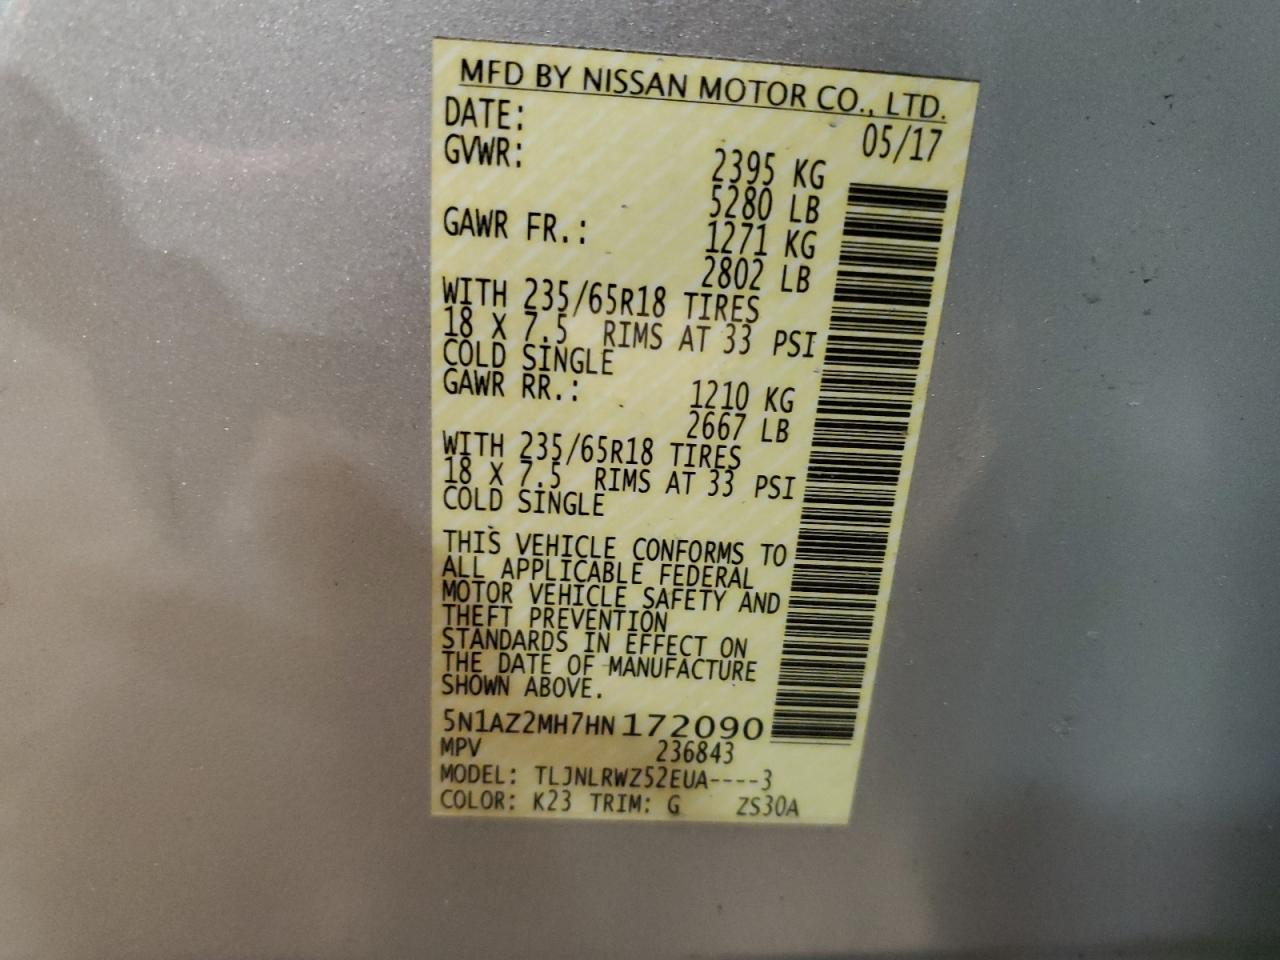 MFD BY NISSAN MOTOR CO., LTD.
DATE: 05/17
GVWR: 2395 KG
5280 LB
GAWR FR.: 1271 KG
2802 LB
WITH 235/65R18 TIRES
18 X 7.5 RIMS AT 33 PSI
COLD SINGLE
GAWR RR.: 1210 KG
2667 LB
WITH 235/65R18 TIRES
18 X 7.5 RIMS AT 33 PSI
COLD SINGLE
THIS VEHICLE CONFORMS TO
ALL APPLICABLE FEDERAL
MOTOR VEHICLE SAFETY AND
THEFT PREVENTION
STANDARDS IN EFFECT ON
THE DATE OF MANUFACTURE
SHOWN ABOVE.
5N1AZ2MH7HN172090
MPV 236843
MODEL: TLJNLRWZ52EUA----3
COLOR: K23 TRIM: G ZS30A